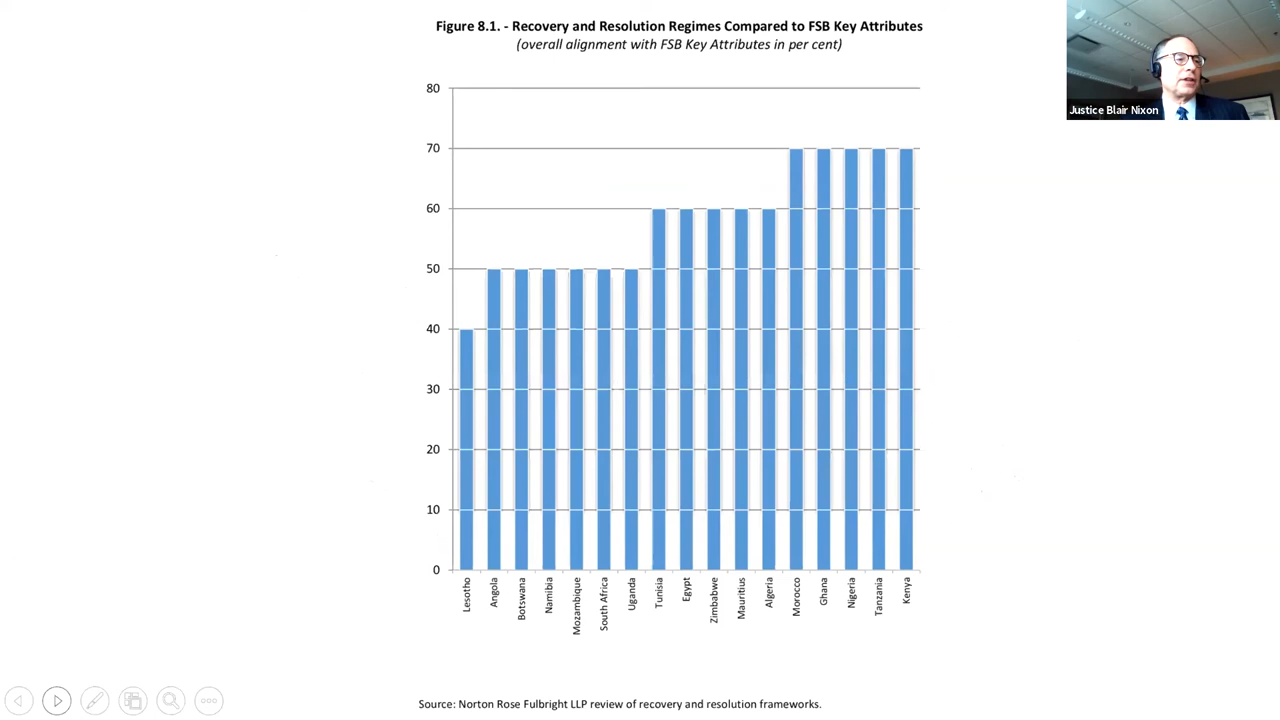 Figure 8.1. - Recovery and Resolution Regimes Compared to FSB Key Attributes
(overall alignment with FSB Key Attributes in per cent)
Justice Blair Nixon
80
70
60
50
40
30
20
10
0
Lesotho
Angola
Botswana
Namibia
Mozambique
South Africa
Uganda
Tunisia
Egypt
Zimbabwe
Mauritius
Algeria
Morocco
Ghana
Nigeria
Tanzania
Kenya
Source: Norton Rose Fulbright LLP review of recovery and resolution frameworks.